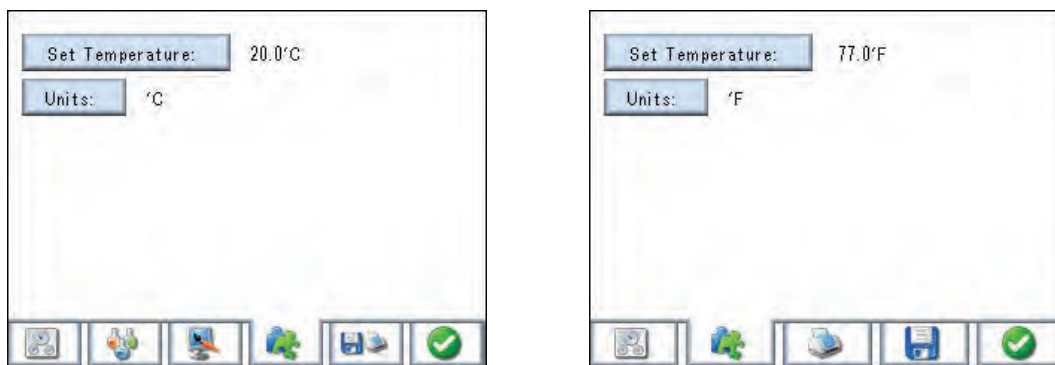 Set Temperature: 20.0'C
Units: 'C
Set Temperature: 77.0'F
Units: 'F